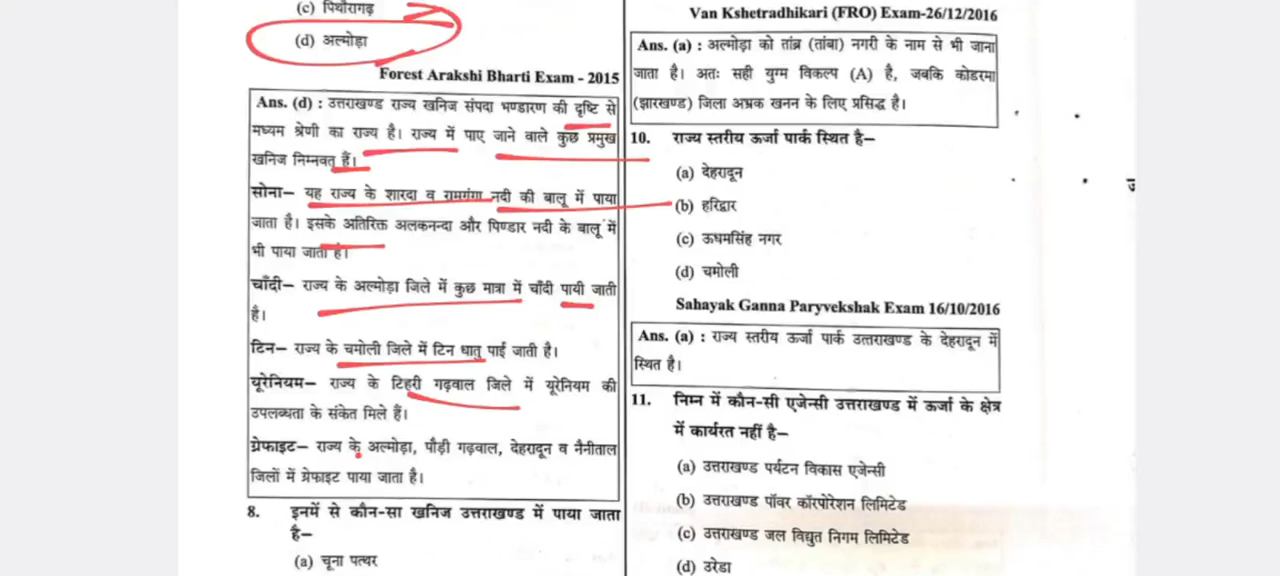 (c) पिथौरागढ़
(d) अल्मोड़ा
Forest Arakshi Bharti Exam - 2015
Ans. (d) : उत्तराखण्ड राज्य खनिज संपदा भण्डारण की दृष्टि से
मध्यम श्रेणी का राज्य है। राज्य में पाए जाने वाले कुछ प्रमुख
खनिज निम्नवत् हैं।
सोना– यह राज्य के शारदा व रामगंगा नदी की बालू में पाया
जाता है। इसके अतिरिक्त अलकनन्दा और पिण्डार नदी के बालू में
भी पाया जाता है।
चाँदी– राज्य के अल्मोड़ा जिले में कुछ मात्रा में चाँदी पायी जाती
है।
टिन– राज्य के चमोली जिले में टिन धातु पाई जाती है।
यूरेनियम– राज्य के टिहरी गढ़वाल जिले में यूरेनियम की
उपलब्धता के संकेत मिले हैं।
ग्रेफाइट– राज्य के अल्मोड़ा, पौड़ी गढ़वाल, देहरादून व नैनीताल
जिलों में ग्रेफाइट पाया जाता है।
8. इनमें से कौन-सा खनिज उत्तराखण्ड में पाया जाता
है–
(a) चूना पत्थर
Van Kshetradhikari (FRO) Exam-26/12/2016
Ans. (a) : अल्मोड़ा को तांब्र (तांबा) नगरी के नाम से भी जाना
जाता है। अतः सही युग्म विकल्प (A) है, जबकि कोडरमा
(झारखण्ड) जिला अभ्रक खनन के लिए प्रसिद्ध है।
10. राज्य स्तरीय ऊर्जा पार्क स्थित है–
(a) देहरादून
(b) हरिद्वार
(c) ऊधमसिंह नगर
(d) चमोली
Sahayak Ganna Paryvekshak Exam 16/10/2016
Ans. (a) : राज्य स्तरीय ऊर्जा पार्क उत्तराखण्ड के देहरादून में
स्थित है।
11. निम्न में कौन-सी एजेन्सी उत्तराखण्ड में ऊर्जा के क्षेत्र
में कार्यरत नहीं है–
(a) उत्तराखण्ड पर्यटन विकास एजेन्सी
(b) उत्तराखण्ड पॉवर कॉरपोरेशन लिमिटेड
(c) उत्तराखण्ड जल विद्युत निगम लिमिटेड
(d) उरेडा